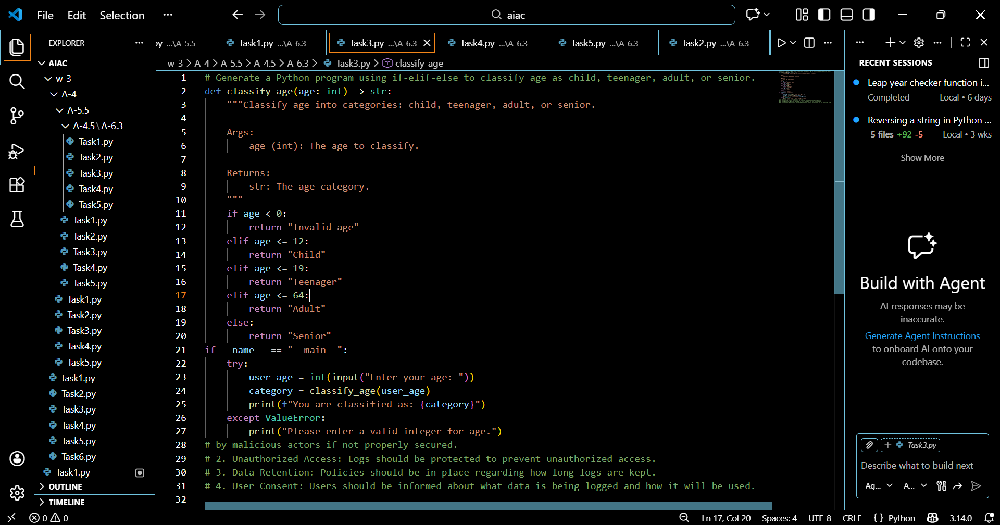 File Edit Selection ···
aiac
EXPLORER ···
py ...\A-5.5
Task1.py ...\A-6.3
Task3.py ...\A-6.3
Task4.py ...\A-6.3
Task5.py ...\A-6.3
Task2.py ...\A-6.3
AIAC
w-3
A-4
A-5.5
A-4.5\A-6.3
Task1.py
Task2.py
Task3.py
Task4.py
Task5.py
Task1.py
Task2.py
Task3.py
Task4.py
Task5.py
Task1.py
Task2.py
Task3.py
Task4.py
Task5.py
task1.py
Task2.py
Task3.py
Task4.py
Task5.py
Task6.py
Task1.py
OUTLINE
TIMELINE
w-3 > A-4 > A-5.5 > A-4.5 > A-6.3 > Task3.py > classify_age
1 # Generate a Python program using if-elif-else to classify age as child, teenager, adult, or senior.
2 def classify_age(age: int) -> str:
3 """Classify age into categories: child, teenager, adult, or senior.
4
5 Args:
6 age (int): The age to classify.
7
8 Returns:
9 str: The age category.
10 """
11 if age < 0:
12 return "Invalid age"
13 elif age <= 12:
14 return "Child"
15 elif age <= 19:
16 return "Teenager"
17 elif age <= 64:
18 return "Adult"
19 else:
20 return "Senior"
21 if __name__ == "__main__":
22 try:
23 user_age = int(input("Enter your age: "))
24 category = classify_age(user_age)
25 print(f"You are classified as: {category}")
26 except ValueError:
27 print("Please enter a valid integer for age.")
28 # by malicious actors if not properly secured.
29 # 2. Unauthorized Access: Logs should be protected to prevent unauthorized access.
30 # 3. Data Retention: Policies should be in place regarding how long logs are kept.
31 # 4. User Consent: Users should be informed about what data is being logged and how it will be used.
32
RECENT SESSIONS
Leap year checker function i...
Completed Local • 6 days
Reversing a string in Python ...
5 files +92 -5 Local • 3 wks
Show More
Build with Agent
AI responses may be
inaccurate.
Generate Agent Instructions
to onboard AI onto your
codebase.
+ Task3.py
Describe what to build next
Ag... A...
0 0
Ln 17, Col 20 Spaces: 4 UTF-8 CRLF { } Python 3.14.0